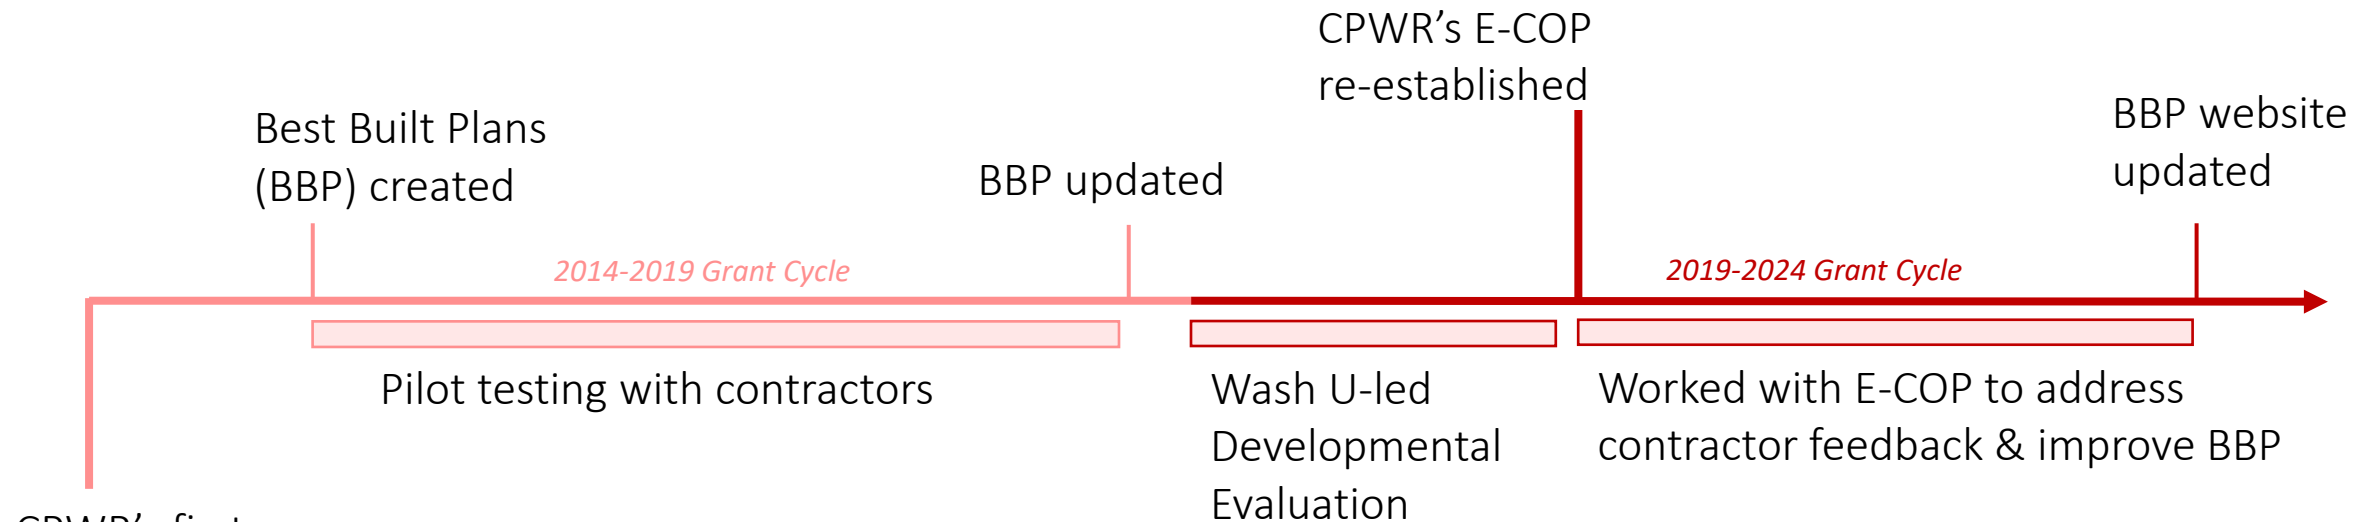 CPWR’s E-COP
re-established
Best Built Plans
(BBP) created
BBP updated
BBP website
updated
2014-2019 Grant Cycle
2019-2024 Grant Cycle
Pilot testing with contractors
Wash U-led
Developmental
Evaluation
Worked with E-COP to address
contractor feedback & improve BBP
CPWR’s first